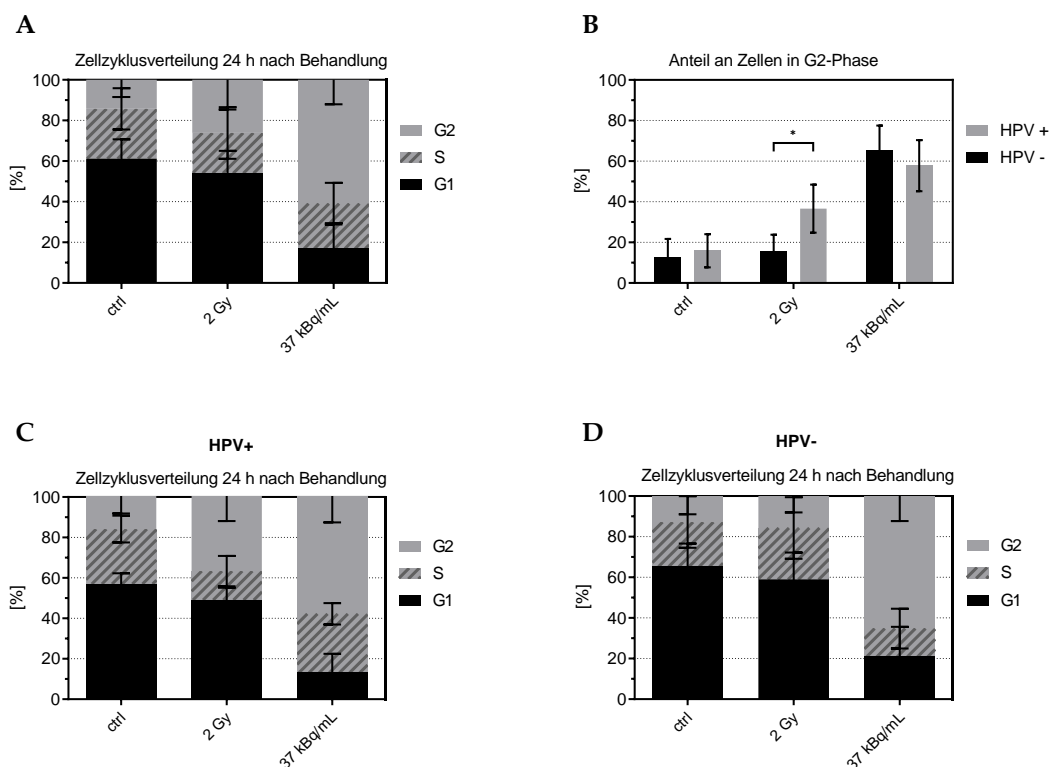 A
Zellzyklusverteilung 24 h nach Behandlung
100
80
60
40
20
0
[%]
ctrl
2 Gy
37 kBq/mL
G2
S
G1
B
Anteil an Zellen in G2-Phase
100
80
60
40
20
0
[%]
*
ctrl
2 Gy
37 kBq/mL
HPV +
HPV -
C
HPV+
Zellzyklusverteilung 24 h nach Behandlung
100
80
60
40
20
0
[%]
ctrl
2 Gy
37 kBq/mL
G2
S
G1
D
HPV-
Zellzyklusverteilung 24 h nach Behandlung
100
80
60
40
20
0
[%]
ctrl
2 Gy
37 kBq/mL
G2
S
G1